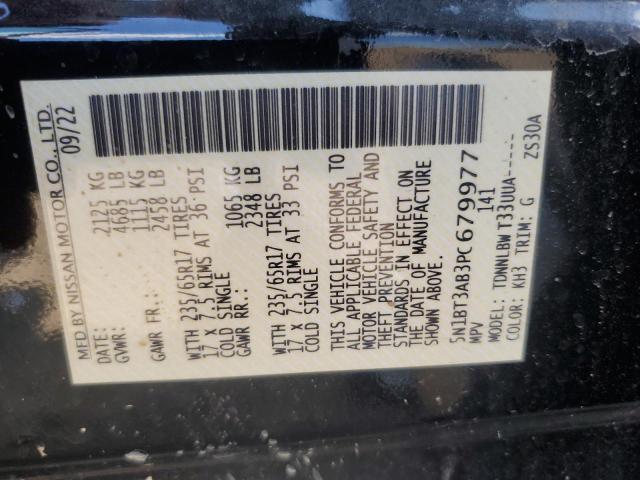 MFD BY NISSAN MOTOR CO., LTD.
DATE: 09/22
GVWR: 2125 KG
4685 LB
GAWR FR.: 1115 KG
2458 LB
WITH 235/65R17 TIRES
17 X 7.5 RIMS AT 36 PSI
COLD SINGLE
GAWR RR.: 1065 KG
2348 LB
WITH 235/65R17 TIRES
17 X 7.5 RIMS AT 33 PSI
COLD SINGLE
THIS VEHICLE CONFORMS TO
ALL APPLICABLE FEDERAL
MOTOR VEHICLE SAFETY AND
THEFT PREVENTION
STANDARDS IN EFFECT ON
THE DATE OF MANUFACTURE
SHOWN ABOVE.
5N1BT3AB3PC679977
MPV 141
MODEL: TDNNLBW T33UUA-----
COLOR: KH3 TRIM: G ZS30A